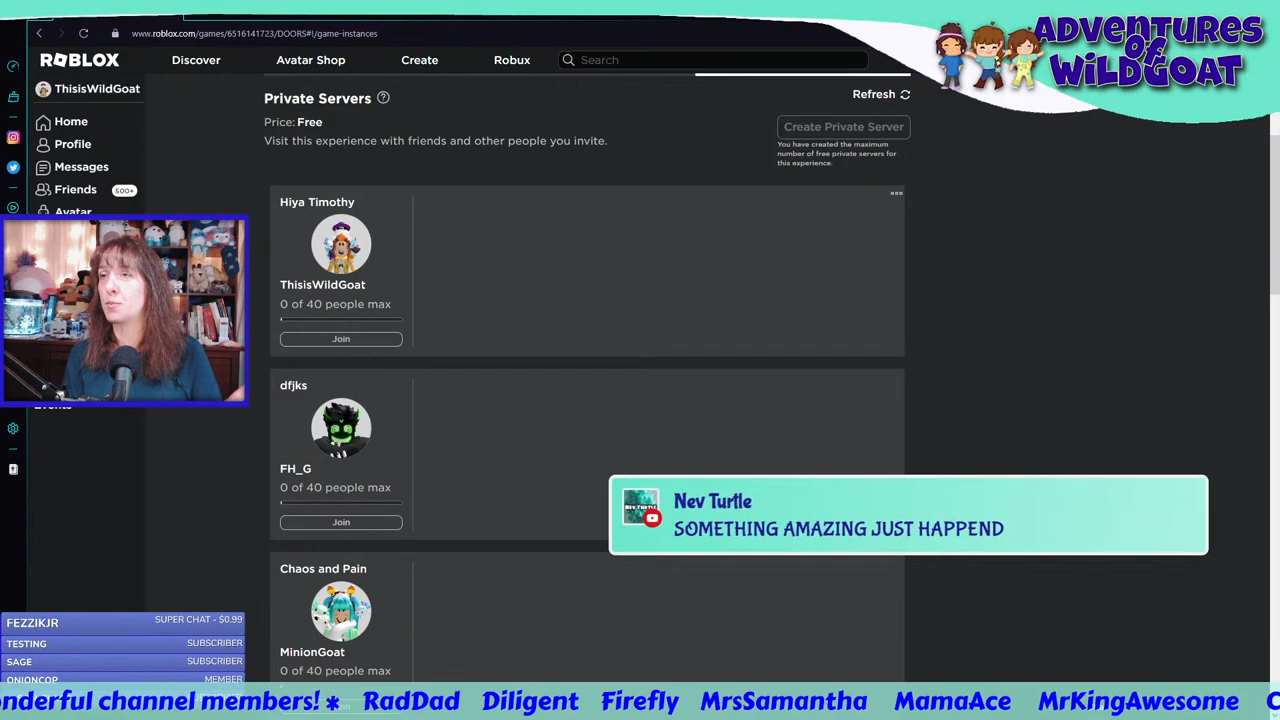 www.roblox.com/games/6516141723/DOORS#!/game-instances
ADVENTURES
of
WiLdGOAT
ROBLOX
Discover
Avatar Shop
Create
Robux
Search
ThisisWildGoat
Home
Profile
Messages
Friends
500+
Avatar
Private Servers
Refresh
Price: Free
Create Private Server
Visit this experience with friends and other people you invite.
You have created the maximum
number of free private servers for
this experience.
Hiya Timothy
ThisisWildGoat
0 of 40 people max
Join
dfjks
FH_G
0 of 40 people max
Join
Nev Turtle
SOMETHING AMAZING JUST HAPPEND
Chaos and Pain
MinionGoat
0 of 40 people max
FEZZIKJR
SUPER CHAT - $0.99
TESTING
SUBSCRIBER
SAGE
SUBSCRIBER
ONIONCOP
MEMBER
onderful channel members! * RadDad Diligent Firefly MrsSamantha MamaAce MrKingAwesome